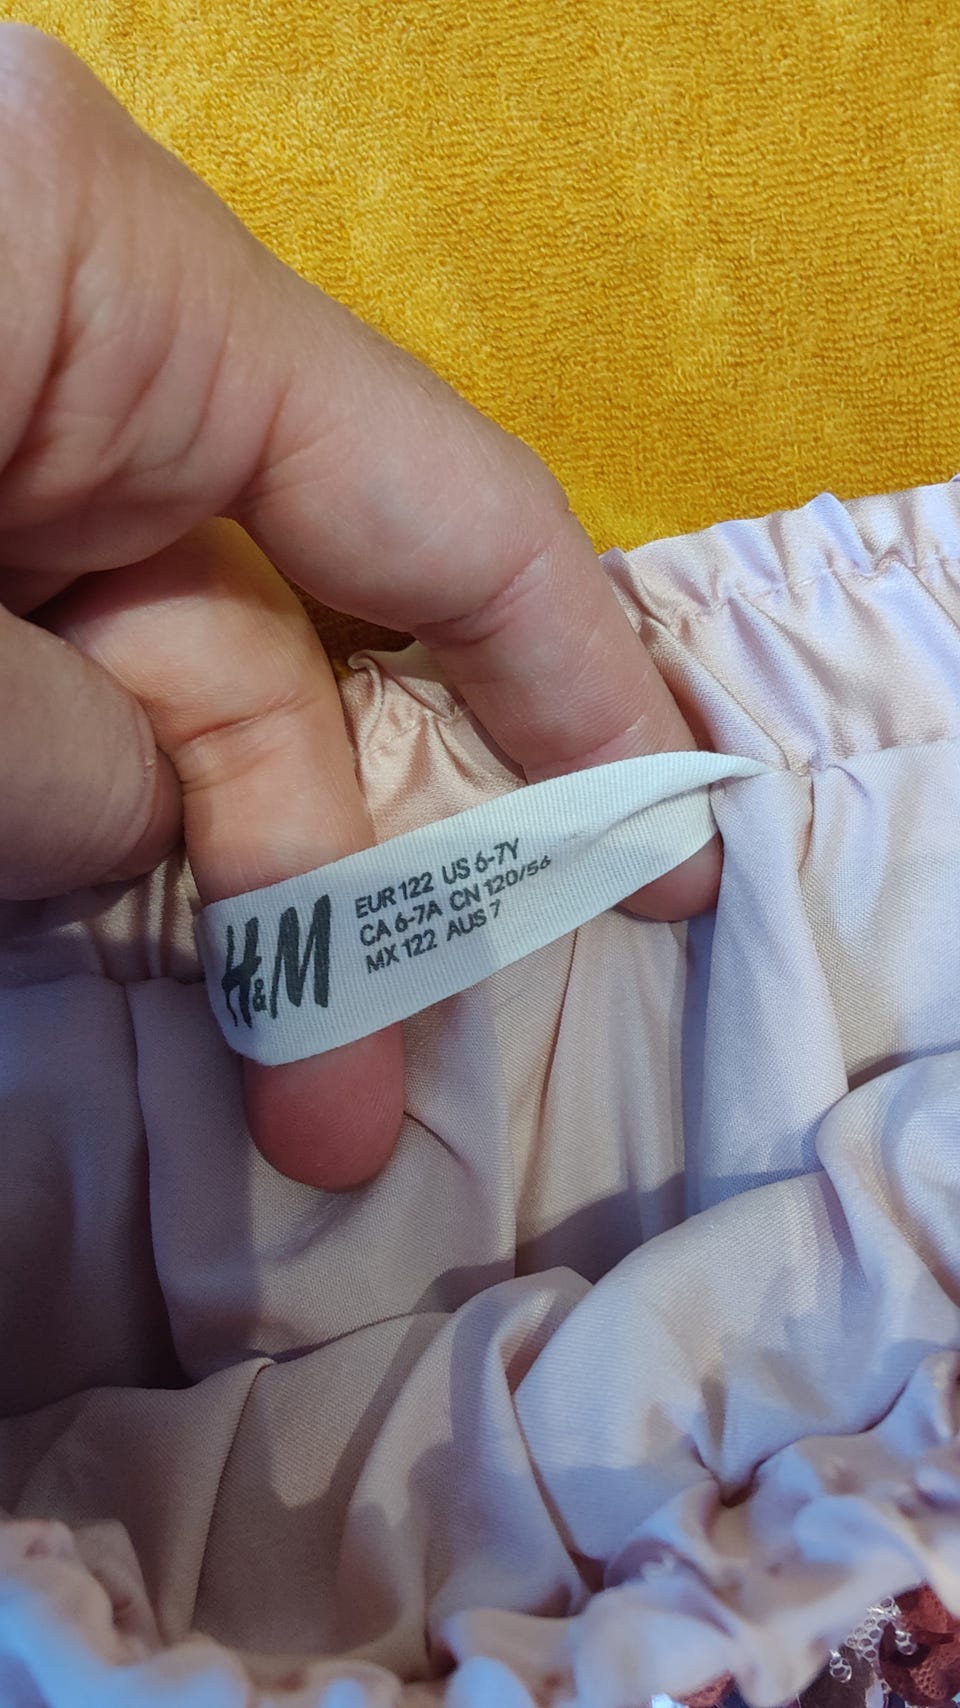 H&M
EUR 122 US 6-7Y
CA 6-7A CN 120/56
MX 122 AUS 7